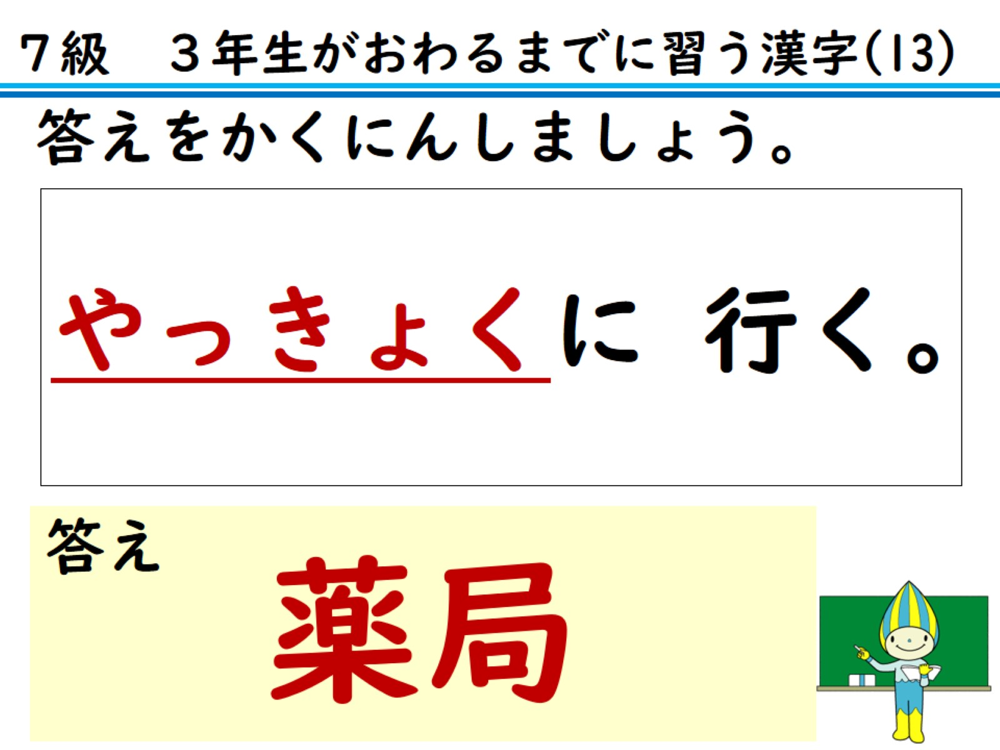 ７級　３年生がおわるまでに習う漢字(13)
答えをかくにんしましょう。
やっきょくに 行く。
答え
薬局